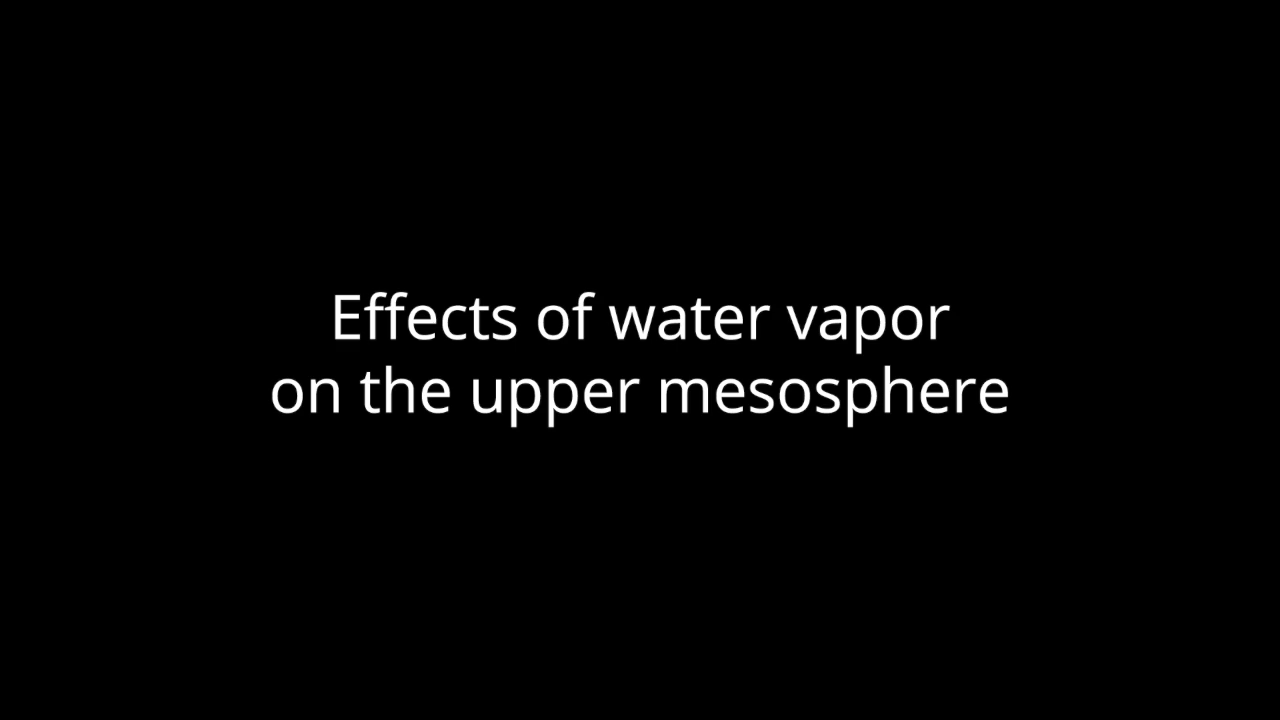 Effects of water vapor
on the upper mesosphere